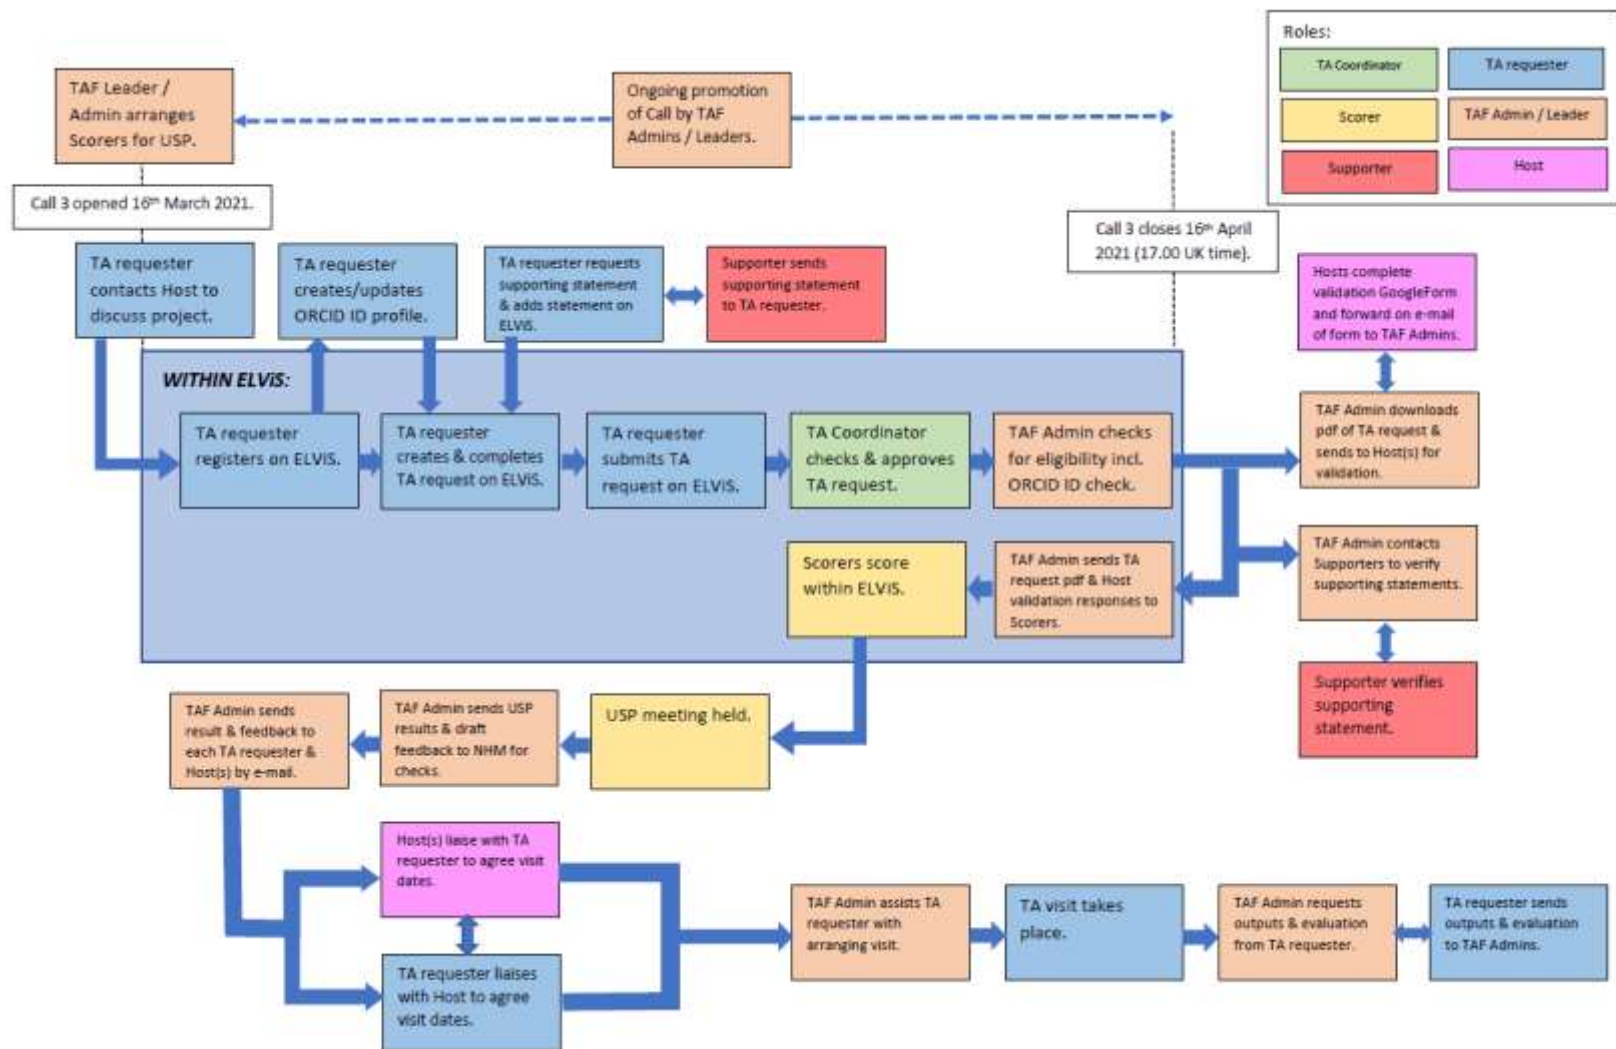 Roles:
TA Coordinator
TA requester
Scorer
TAF Admin / Leader
Supporter
Host
TAF Leader /
Admin arranges
Scorers for USP.
Ongoing promotion
of Call by TAF
Admins / Leaders.
Call 3 opened 16th March 2021.
Call 3 closes 16th April
2021 (17.00 UK time).
TA requester
contacts Host to
discuss project.
TA requester
creates/updates
ORCID ID profile.
TA requester requests
supporting statement
& adds statement on
ELViS.
Supporter sends
supporting statement
to TA requester.
Hosts complete
validation GoogleForm
and forward on e-mail
of form to TAF Admins.
WITHIN ELViS:
TA requester
registers on ELViS.
TA requester
creates & completes
TA request on ELViS.
TA requester
submits TA
request on ELViS.
TA Coordinator
checks & approves
TA request.
TAF Admin checks
for eligibility incl.
ORCID ID check.
TAF Admin downloads
pdf of TA request &
sends to Host(s) for
validation.
Scorers score
within ELViS.
TAF Admin sends TA
request pdf & Host
validation responses to
Scorers.
TAF Admin contacts
Supporters to verify
supporting statements.
Supporter verifies
supporting
statement.
TAF Admin sends
result & feedback to
each TA requester &
Host(s) by e-mail.
TAF Admin sends USP
results & draft
feedback to NHM for
checks.
USP meeting held.
Host(s) liaise with TA
requester to agree visit
dates.
TA requester liaises
with Host to agree
visit dates.
TAF Admin assists TA
requester with
arranging visit.
TA visit takes
place.
TAF Admin requests
outputs & evaluation
from TA requester.
TA requester sends
outputs & evaluation
to TAF Admins.